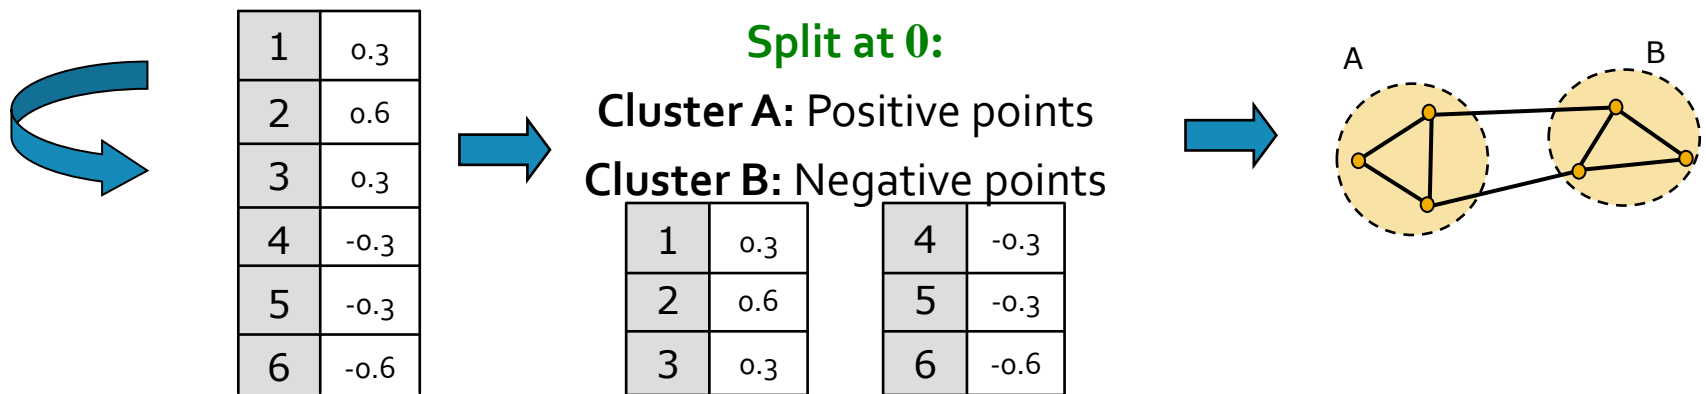 1 0.3
2 0.6
3 0.3
4 -0.3
5 -0.3
6 -0.6
Split at 0:
Cluster A: Positive points
Cluster B: Negative points
1 0.3
2 0.6
3 0.3
4 -0.3
5 -0.3
6 -0.6
A
B